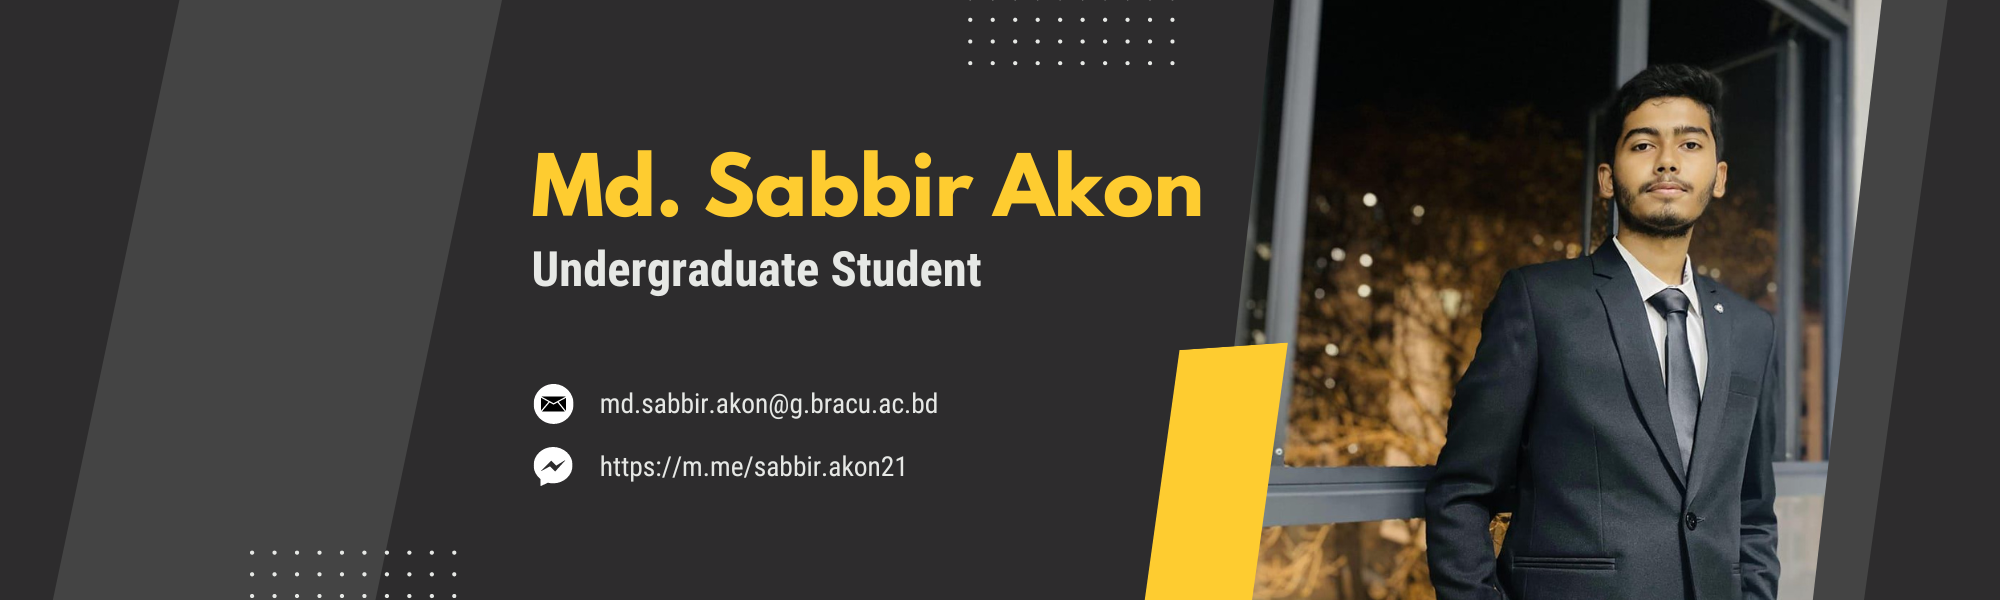 Md. Sabbir Akon
Undergraduate Student
md.sabbir.akon@g.bracu.ac.bd
https://m.me/sabbir.akon21